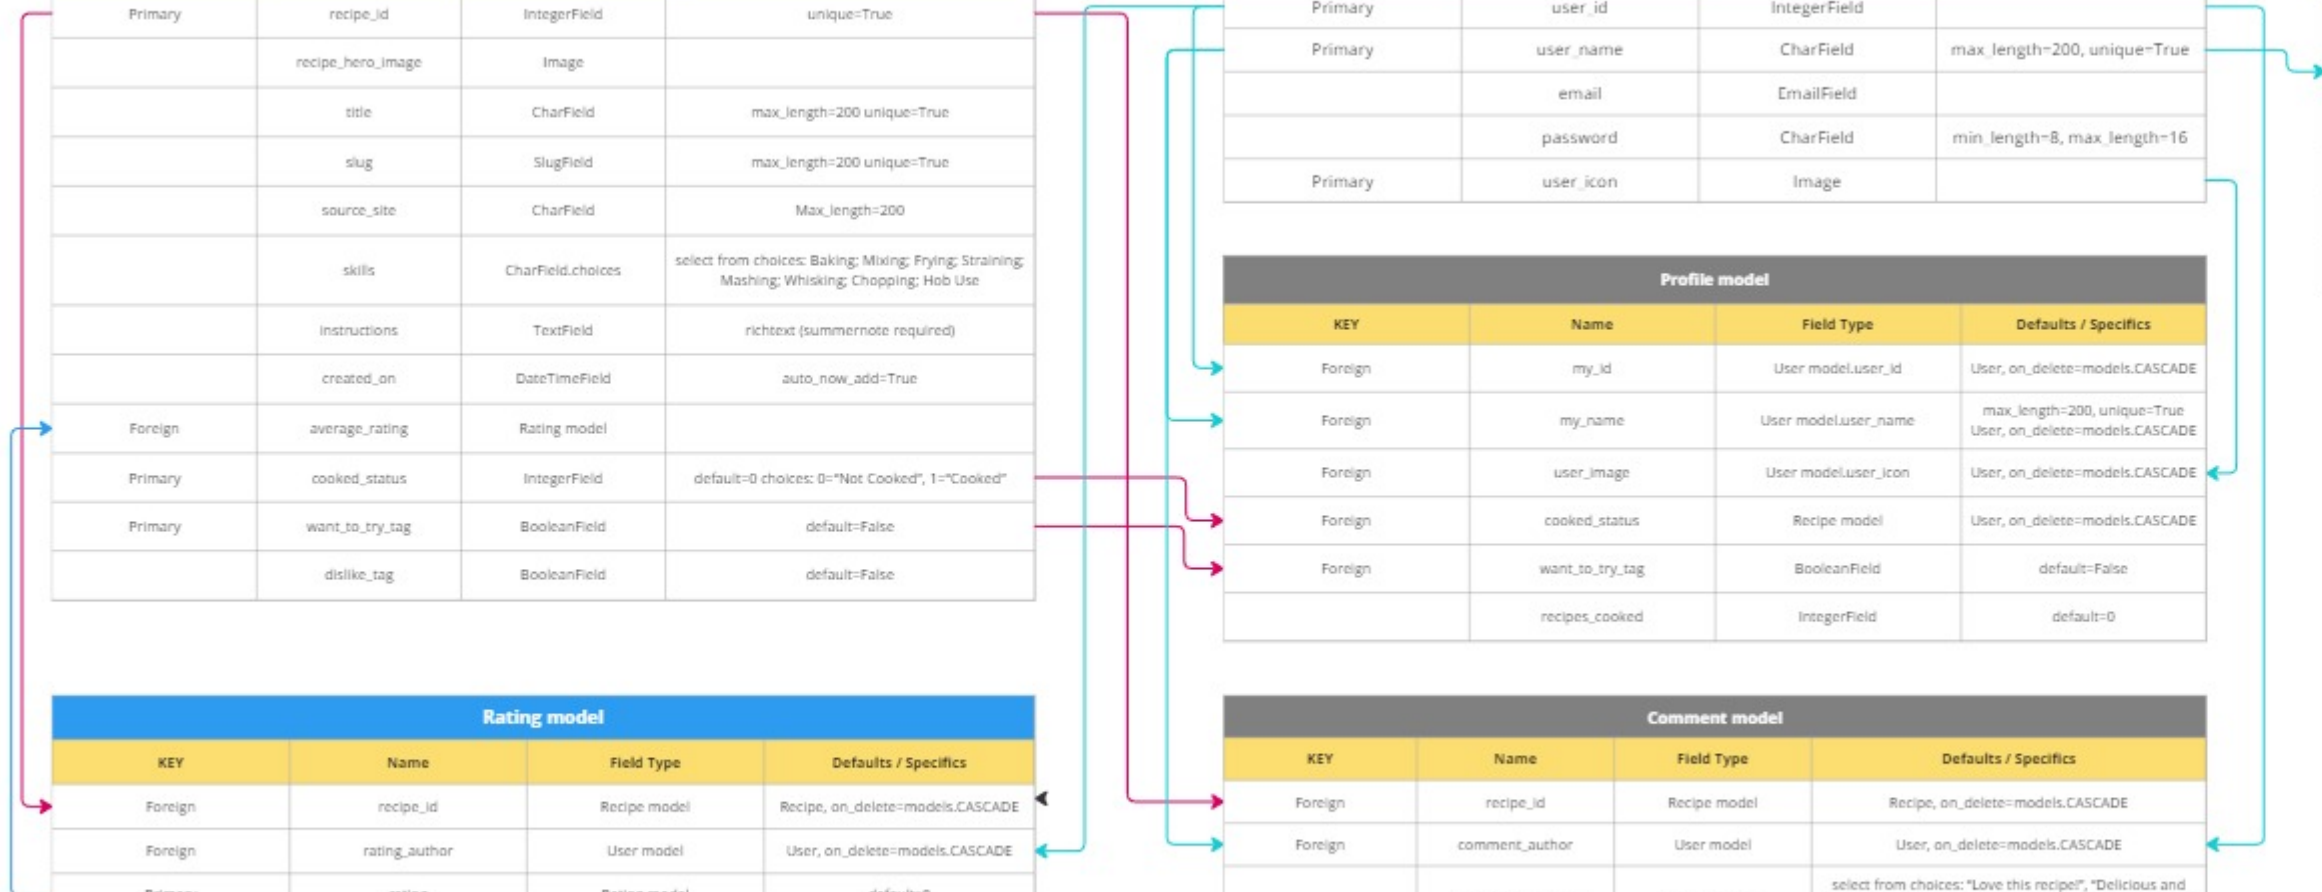 Primary recipe_id IntegerField unique=True
recipe_hero_image Image
title CharField max_length=200 unique=True
slug SlugField max_length=200 unique=True
source_site CharField Max_length=200
skills CharField.choices select from choices: Baking; Mixing; Frying; Straining;
Mashing; Whisking; Chopping; Hob Use
instructions TextField richtext (summernote required)
created_on DateTimeField auto_now_add=True
Foreign average_rating Rating model
Primary cooked_status IntegerField default=0 choices: 0="Not Cooked", 1="Cooked"
Primary want_to_try_tag BooleanField default=False
dislike_tag BooleanField default=False
Rating model
KEY Name Field Type Defaults / Specifics
Foreign recipe_id Recipe model Recipe, on_delete=models.CASCADE
Foreign rating_author User model User, on_delete=models.CASCADE
Primary user_id IntegerField
Primary user_name CharField max_length=200, unique=True
email EmailField
password CharField min_length=8, max_length=16
Primary user_icon Image
Profile model
KEY Name Field Type Defaults / Specifics
Foreign my_id User model.user_id User, on_delete=models.CASCADE
Foreign my_name User model.user_name max_length=200, unique=True
User, on_delete=models.CASCADE
Foreign user_image User model.user_icon User, on_delete=models.CASCADE
Foreign cooked_status Recipe model User, on_delete=models.CASCADE
Foreign want_to_try_tag BooleanField default=False
recipes_cooked IntegerField default=0
Comment model
KEY Name Field Type Defaults / Specifics
Foreign recipe_id Recipe model Recipe, on_delete=models.CASCADE
Foreign comment_author User model User, on_delete=models.CASCADE
select from choices: "Love this recipe!", "Delicious and